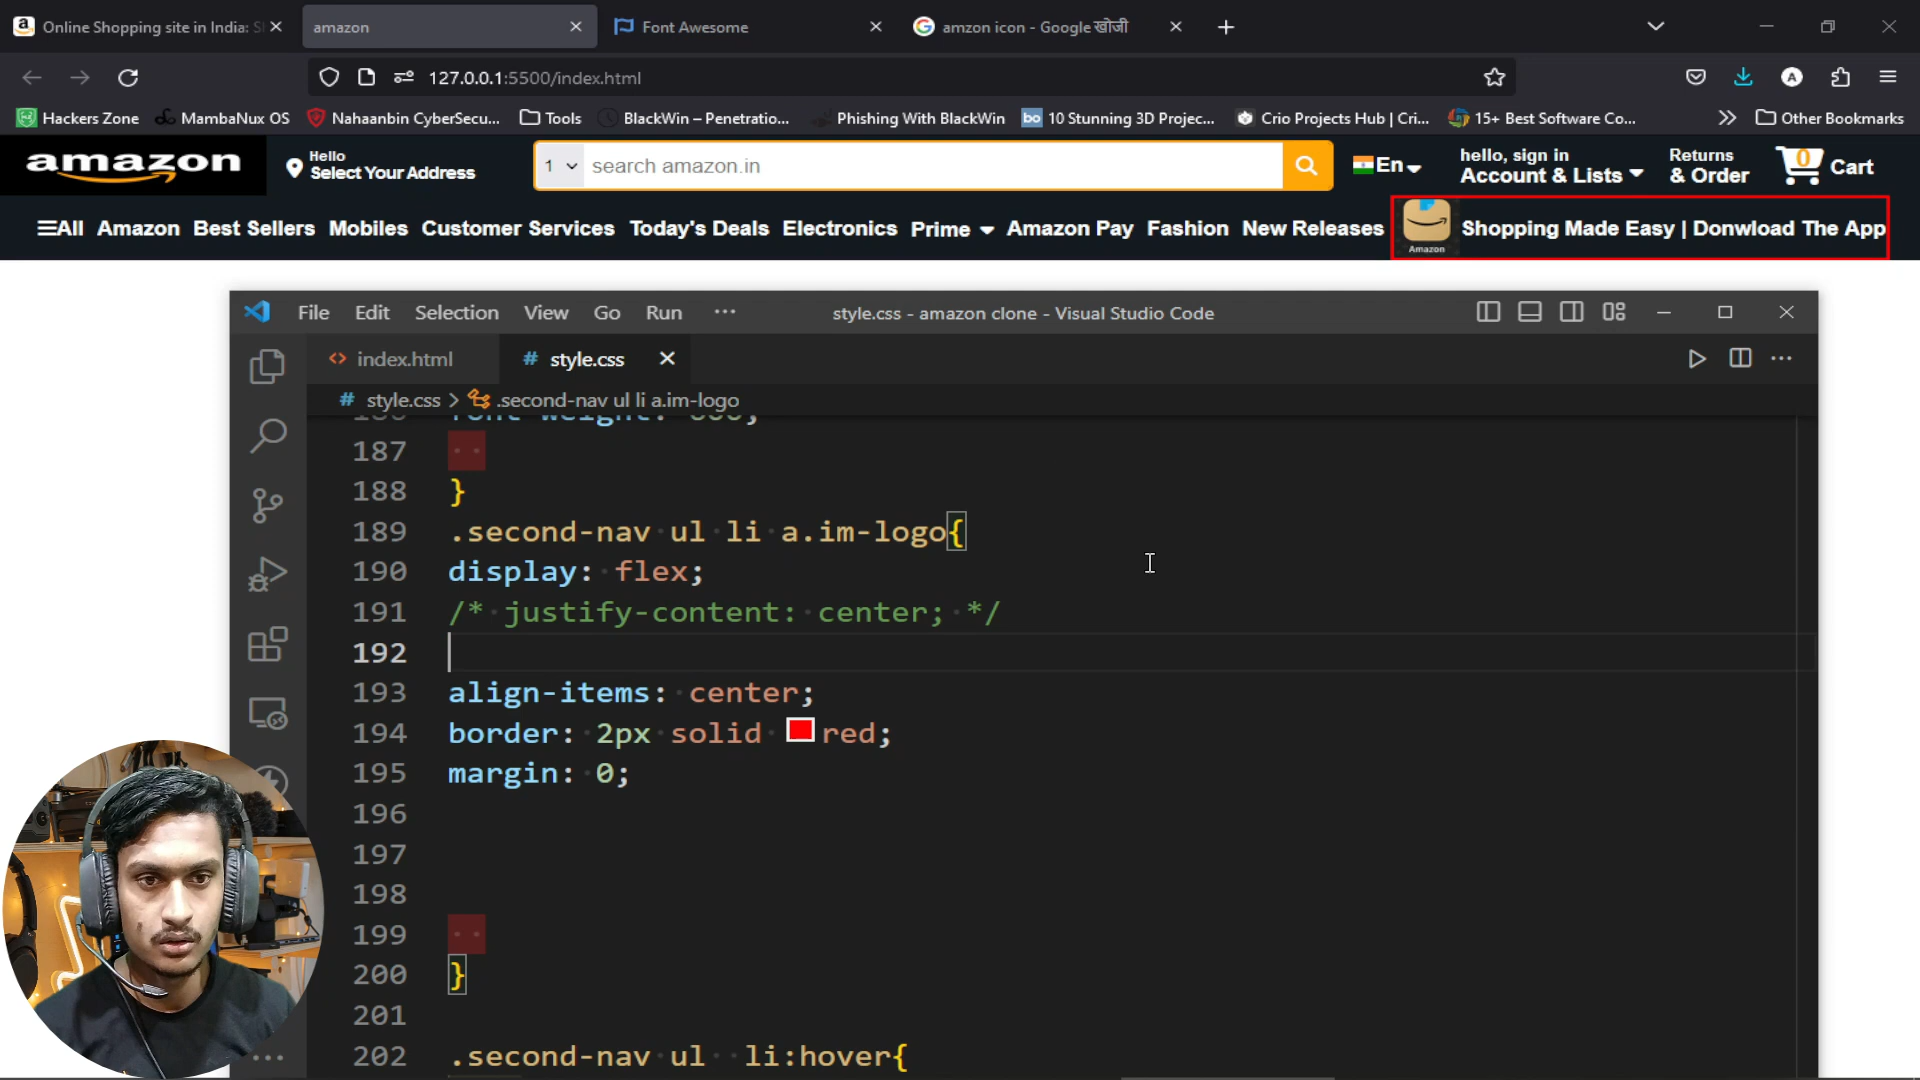 Online Shopping site in India: S
amazon
Font Awesome
amzon icon - Google खोजी
127.0.0.1:5500/index.html
Hackers Zone
MambaNux OS
Nahaanbin CyberSecu...
Tools
BlackWin – Penetratio...
Phishing With BlackWin
10 Stunning 3D Projec...
Crio Projects Hub | Cri...
15+ Best Software Co...
Other Bookmarks
amazon
Hello
Select Your Address
1
search amazon.in
En
hello, sign in
Account & Lists
Returns
& Order
0
Cart
All Amazon Best Sellers Mobiles Customer Services Today's Deals Electronics Prime Amazon Pay Fashion New Releases
Amazon
Shopping Made Easy | Donwload The App
File Edit Selection View Go Run ···
style.css - amazon clone - Visual Studio Code
<> index.html
# style.css
# style.css > .second-nav ul li a.im-logo
187
188 }
189 .second-nav ul li a.im-logo{
190 display: flex;
191 /* justify-content: center; */
192
193 align-items: center;
194 border: 2px solid red;
195 margin: 0;
196
197
198
199
200 }
201
202 .second-nav ul li:hover{